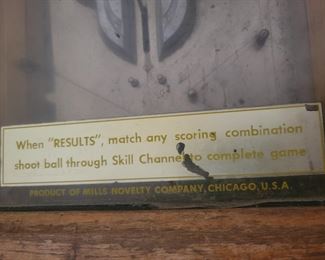 When "RESULTS", match any scoring combination
shoot ball through Skill Channel to complete game
PRODUCT OF MILLS NOVELTY COMPANY, CHICAGO, U.S.A.